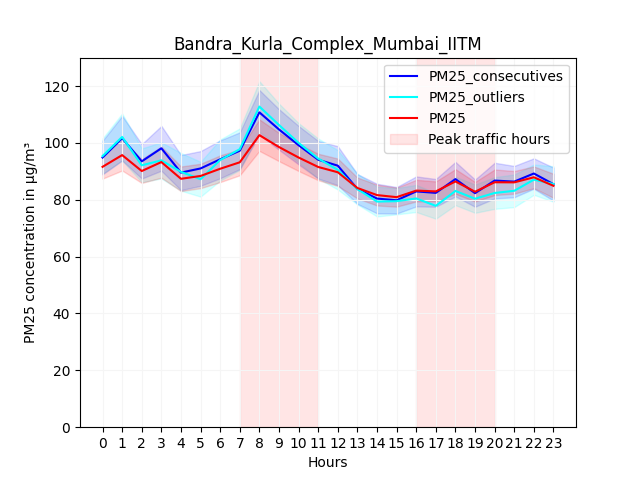 Bandra_Kurla_Complex_Mumbai_IITM
PM25_consecutives
PM25_outliers
PM25
Peak traffic hours
PM25 concentration in µg/m³
120
100
80
60
40
20
0
0 1 2 3 4 5 6 7 8 9 10 11 12 13 14 15 16 17 18 19 20 21 22 23
Hours